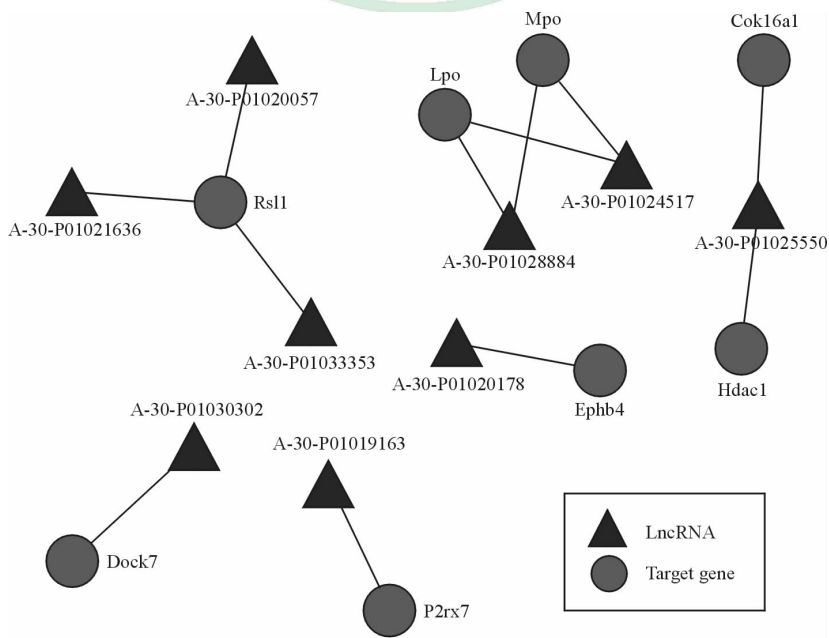 Mpo
Cok16a1
Lpo
A-30-P01020057
Rsl1
A-30-P01024517
A-30-P01021636
A-30-P01025550
A-30-P01028884
A-30-P01033353
A-30-P01020178
Hdac1
Ephb4
A-30-P01030302
A-30-P01019163
LncRNA
Dock7
Target gene
P2rx7